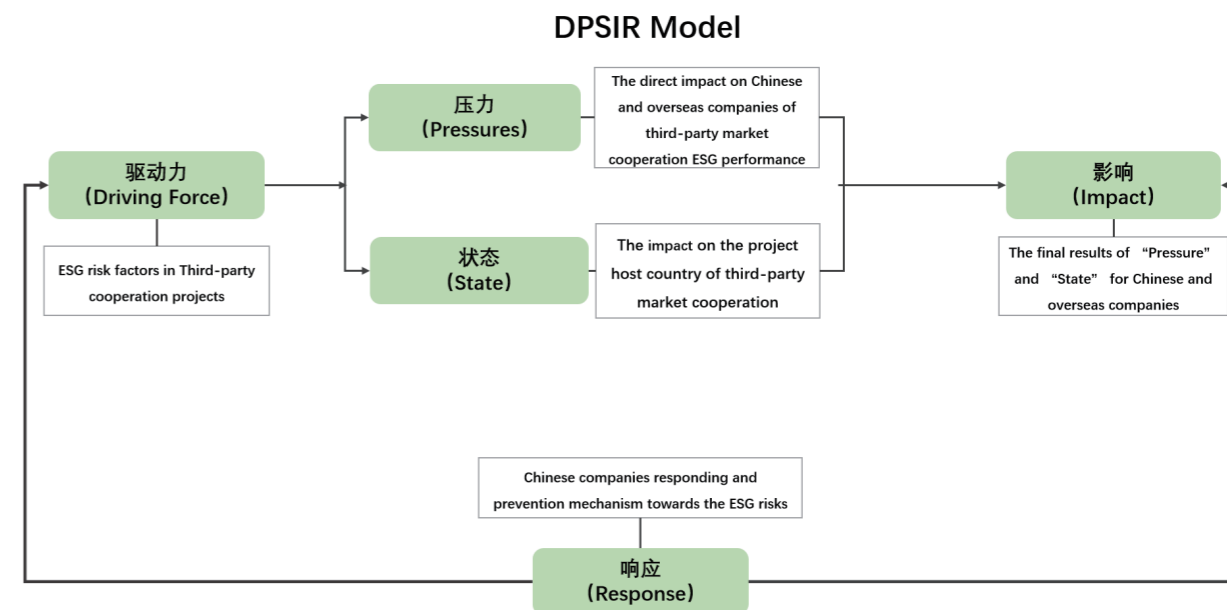 DPSIR Model
压力
(Pressures)
The direct impact on Chinese
and overseas companies of
third-party market
cooperation ESG performance
驱动力
(Driving Force)
ESG risk factors in Third-party
cooperation projects
状态
(State)
The impact on the project
host country of third-party
market cooperation
影响
(Impact)
The final results of “Pressure”
and “State” for Chinese and
overseas companies
Chinese companies responding and
prevention mechanism towards the ESG risks
响应
(Response)